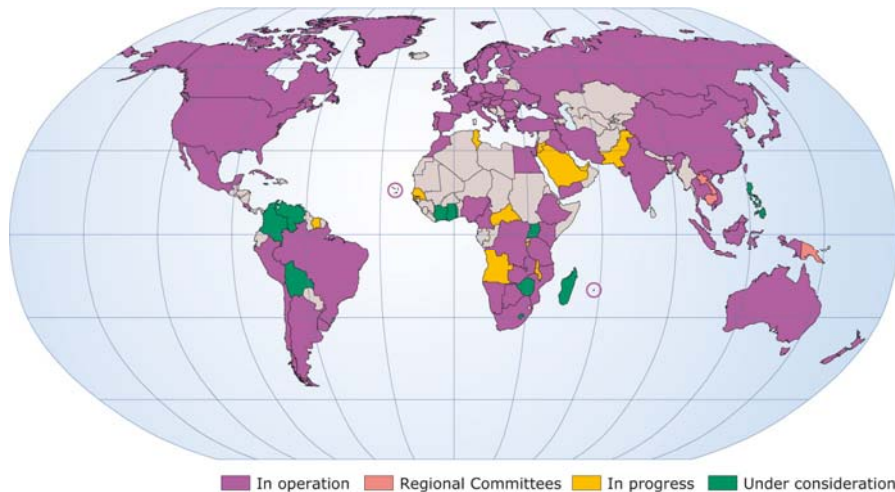 In operation Regional Committees In progress Under consideration